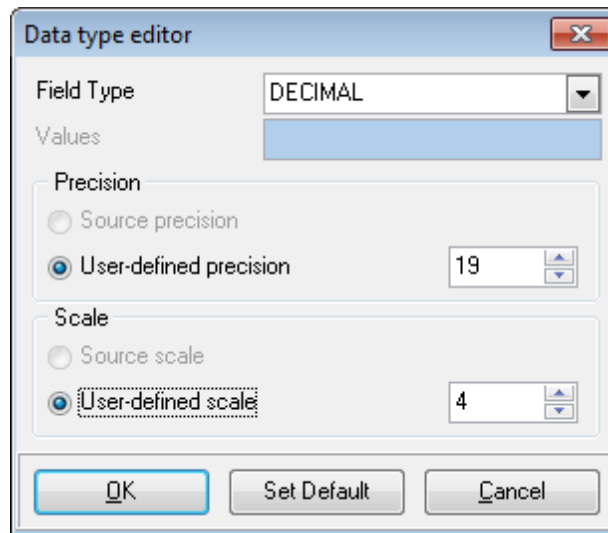 Data type editor
Field Type DECIMAL
Values
Precision
Source precision
User-defined precision 19
Scale
Source scale
User-defined scale 4
OK Set Default Cancel